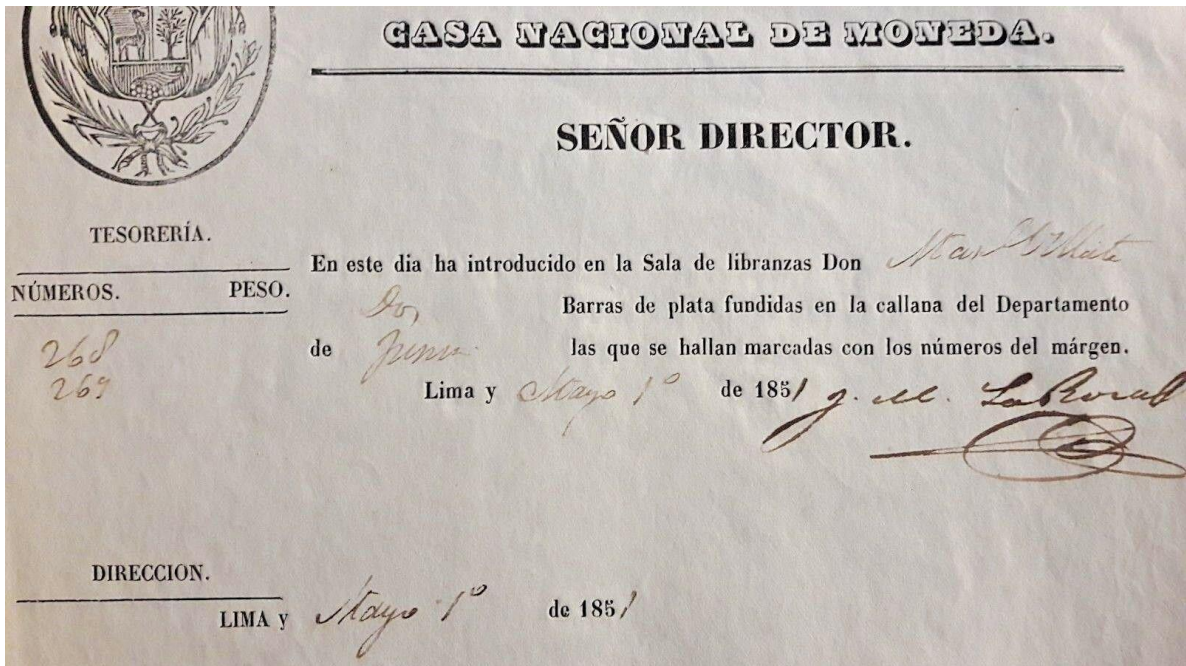 CASA NACIONAL DE MONEDA.
SEÑOR DIRECTOR.
TESORERÍA.
NÚMEROS. PESO.
268
269
En este dia ha introducido en la Sala de libranzas Don
Dos Barras de plata fundidas en la callana del Departamento
de Junin las que se hallan marcadas con los números del márgen.
Lima y Mayo 1º de 1851 J. M. La Rosa
DIRECCION.
LIMA y Mayo 1º de 1851